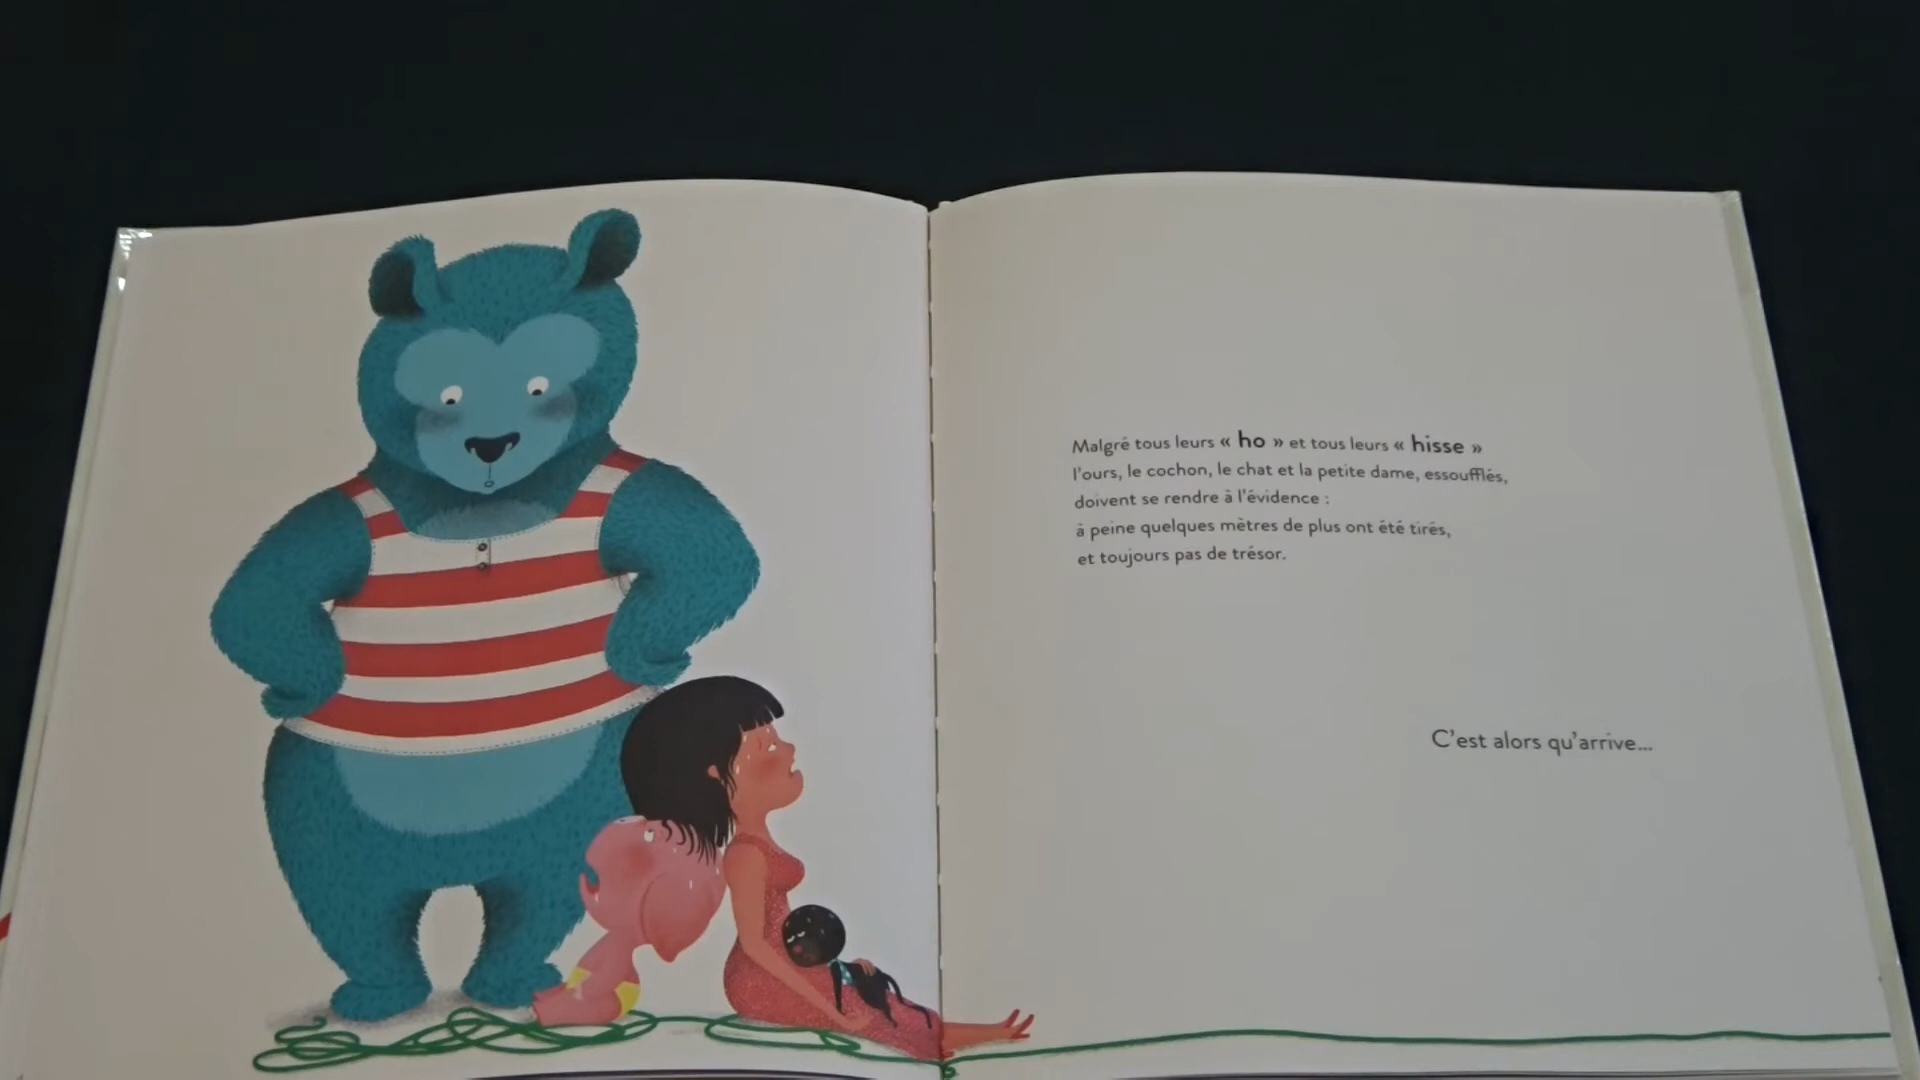 Malgré tous leurs « ho » et tous leurs « hisse »
l'ours, le cochon, le chat et la petite dame, essoufflés,
doivent se rendre à l'évidence :
à peine quelques mètres de plus ont été tirés,
et toujours pas de trésor.
C'est alors qu'arrive...